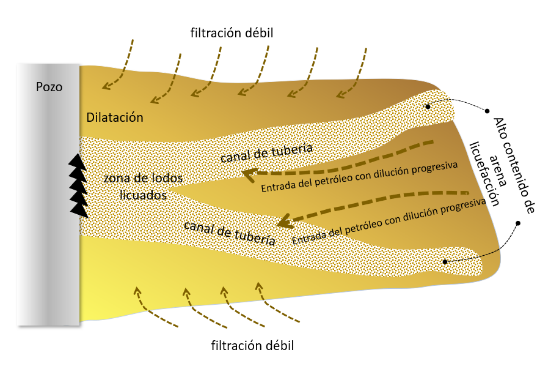 filtración débil
Pozo
Dilatación
canal de tubería
zona de lodos
licuados
Entrada del petróleo con dilución progresiva
canal de tubería
Entrada del petróleo con dilución progresiva
Alto contenido de
arena
licuefacción
filtración débil